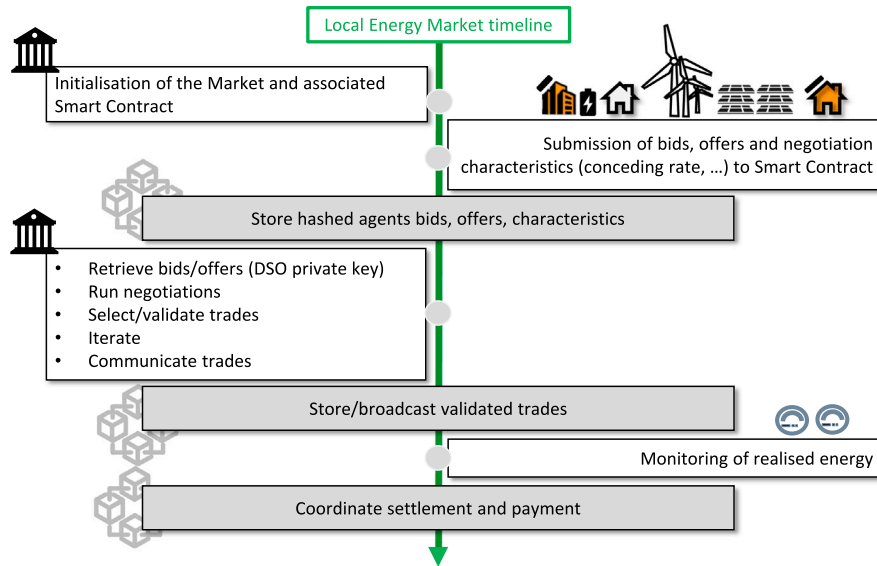 Local Energy Market timeline
Initialisation of the Market and associated
Smart Contract
Submission of bids, offers and negotiation
characteristics (conceding rate, ...) to Smart Contract
Store hashed agents bids, offers, characteristics
• Retrieve bids/offers (DSO private key)
• Run negotiations
• Select/validate trades
• Iterate
• Communicate trades
Store/broadcast validated trades
Monitoring of realised energy
Coordinate settlement and payment